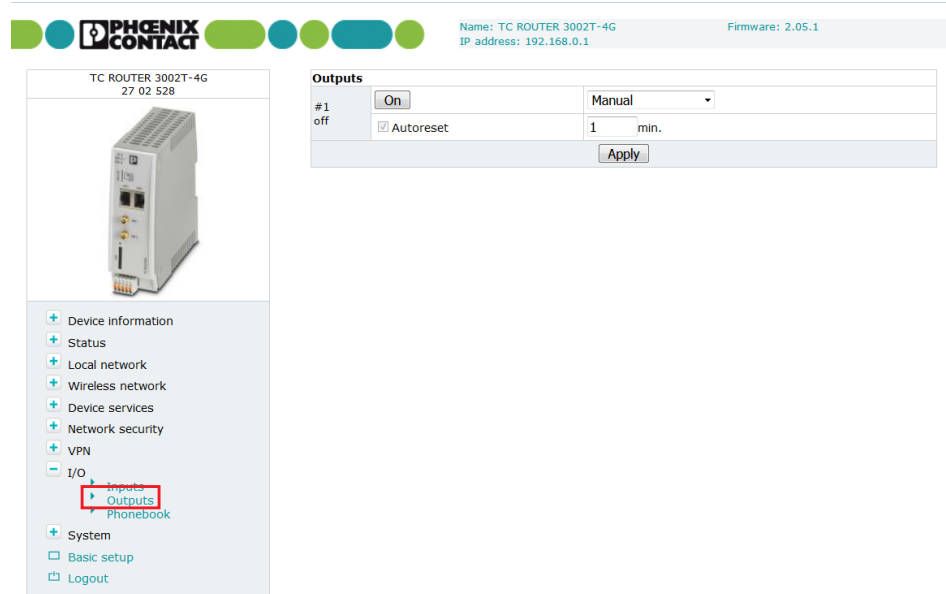 PHŒNIX
CONTACT
Name: TC ROUTER 3002T-4G
Firmware: 2.05.1
IP address: 192.168.0.1
TC ROUTER 3002T-4G
27 02 528
Device information
Status
Local network
Wireless network
Device services
Network security
VPN
I/O
Inputs
Outputs
Phonebook
System
Basic setup
Logout
Outputs
#1
off
On
Manual
Autoreset
1 min.
Apply